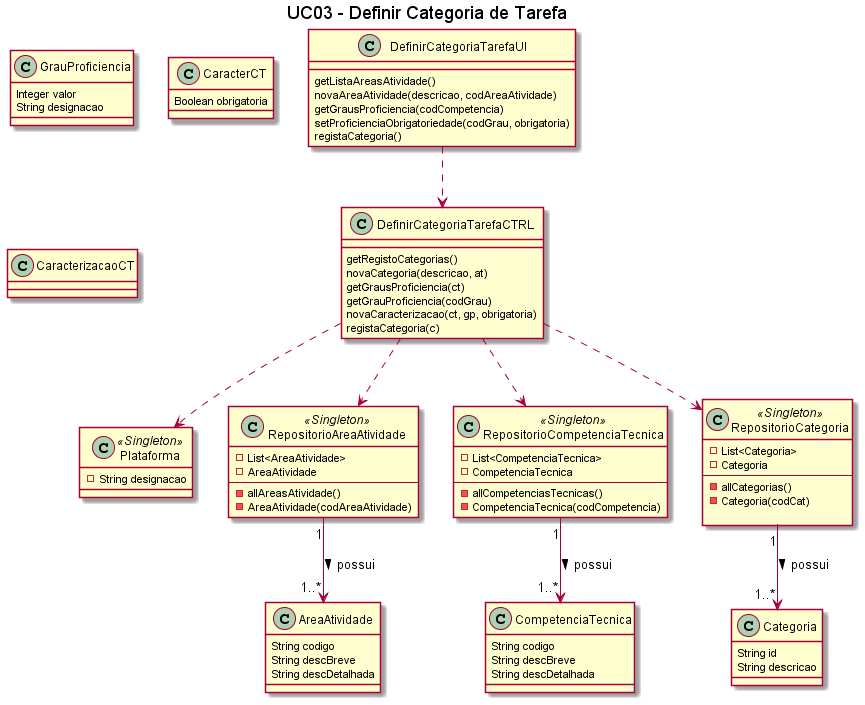 UC03 - Definir Categoria de Tarefa
C GrauProficiencia
Integer valor
String designacao
C CaracterCT
Boolean obrigatoria
C DefinirCategoriaTarefaUI
getListaAreasAtividade()
novaAreaAtividade(descricao, codAreaAtividade)
getGrausProficiencia(codCompetencia)
setProficienciaObrigatoriedade(codGrau, obrigatoria)
registaCategoria()
C CaracterizacaoCT
C DefinirCategoriaTarefaCTRL
getRegistoCategorias()
novaCategoria(descricao, at)
getGrausProficiencia(ct)
getGrauProficiencia(codGrau)
novaCaracterizacao(ct, gp, obrigatoria)
registaCategoria(c)
C «Singleton»
Plataforma
String designacao
C «Singleton»
RepositorioAreaAtividade
List<AreaAtividade>
AreaAtividade
allAreasAtividade()
AreaAtividade(codAreaAtividade)
C «Singleton»
RepositorioCompetenciaTecnica
List<CompetenciaTecnica>
CompetenciaTecnica
allCompetenciasTecnicas()
CompetenciaTecnica(codCompetencia)
C «Singleton»
RepositorioCategoria
List<Categoria>
Categoria
allCategorias()
Categoria(codCat)
1
possui
1..*
1
possui
1..*
1
possui
1..*
C AreaAtividade
String codigo
String descBreve
String descDetalhada
C CompetenciaTecnica
String codigo
String descBreve
String descDetalhada
C Categoria
String id
String descricao